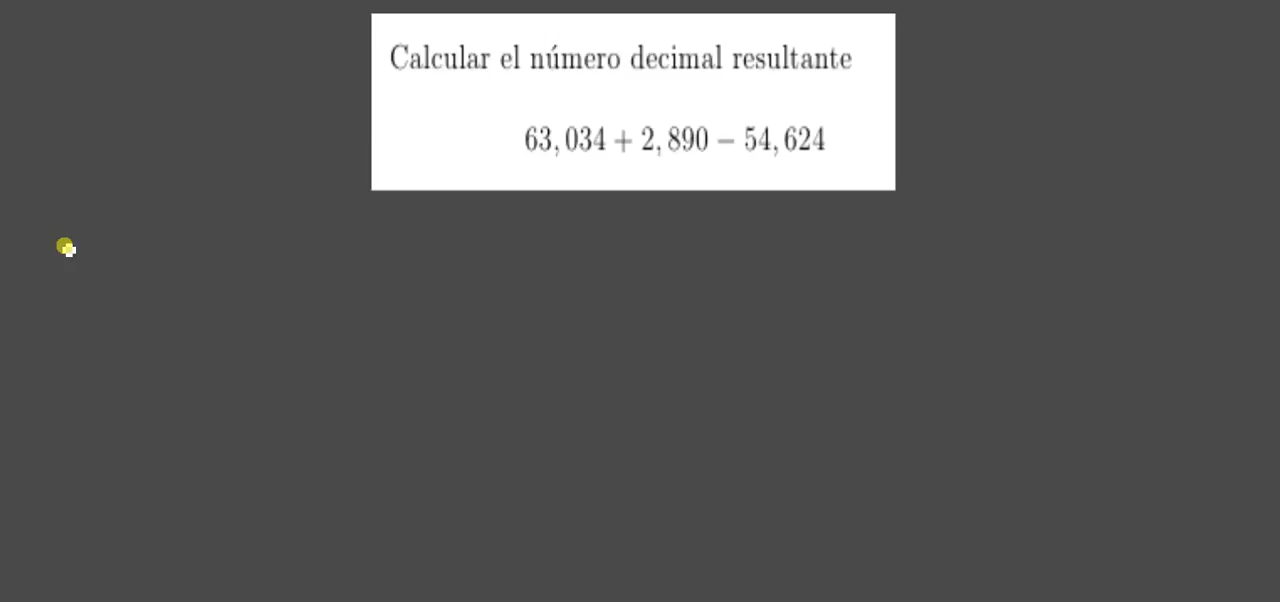 Calcular el número decimal resultante
63, 034 + 2, 890 − 54, 624